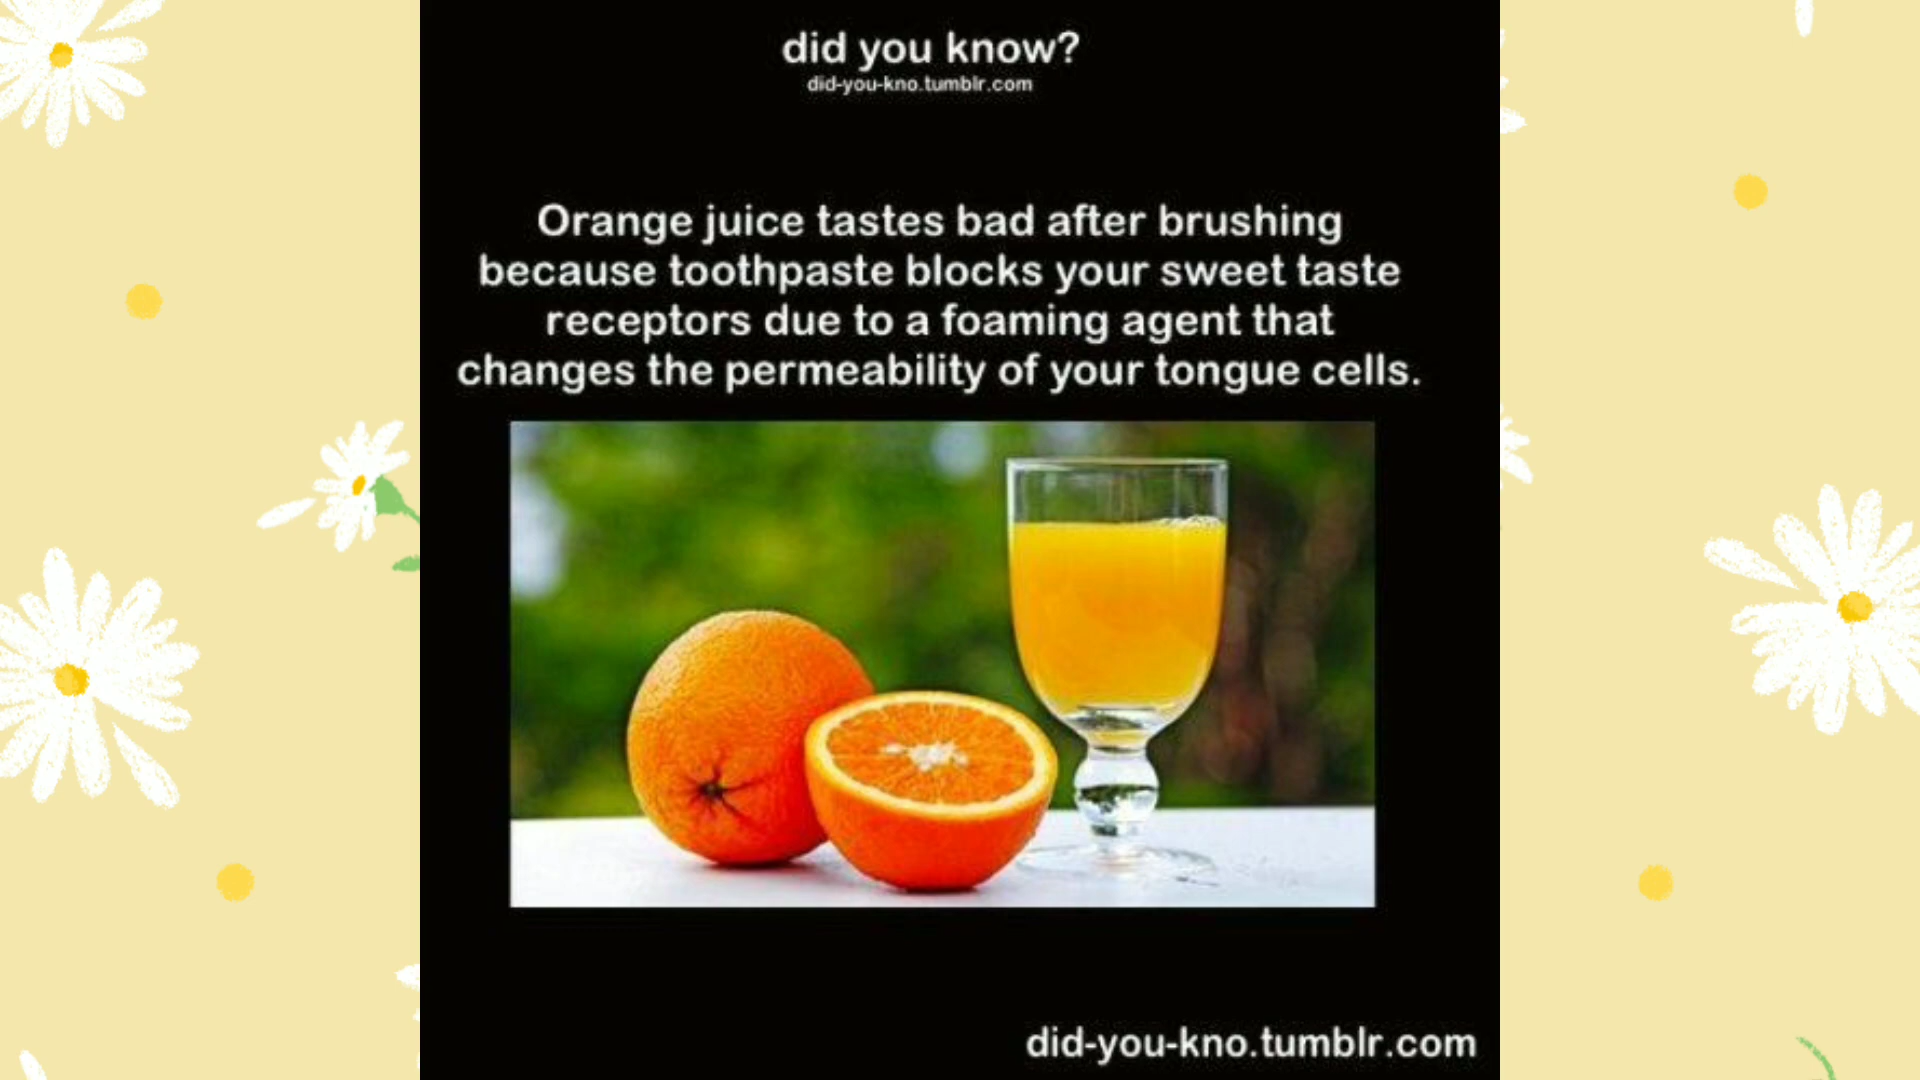 did you know?
did-you-kno.tumblr.com
Orange juice tastes bad after brushing
because toothpaste blocks your sweet taste
receptors due to a foaming agent that
changes the permeability of your tongue cells.
did-you-kno.tumblr.com